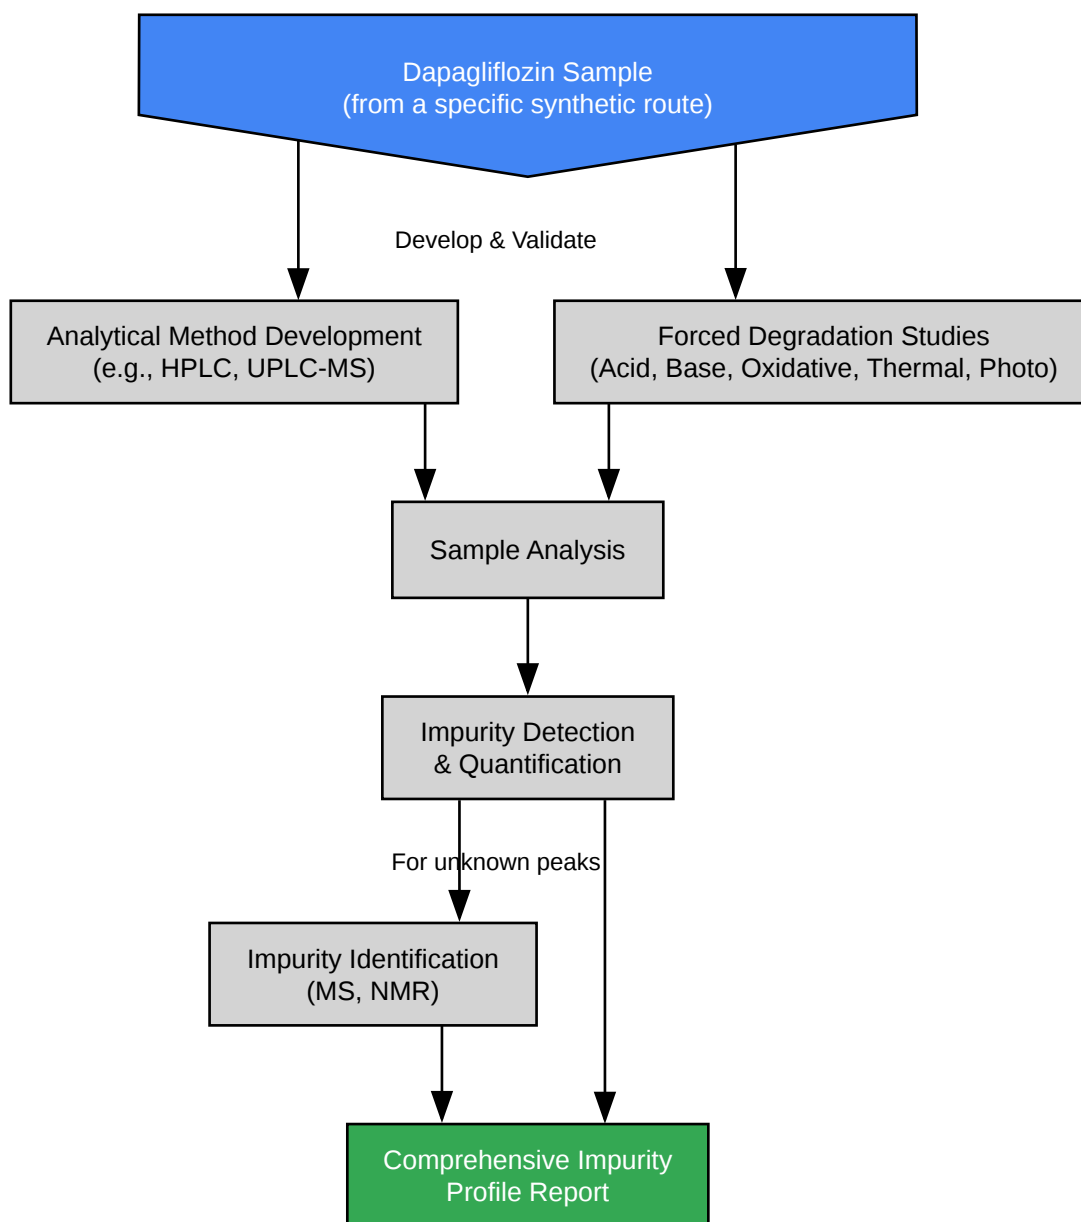 Dapagliflozin Sample
(from a specific synthetic route)
Develop & Validate
Analytical Method Development
(e.g., HPLC, UPLC-MS)
Forced Degradation Studies
(Acid, Base, Oxidative, Thermal, Photo)
Sample Analysis
Impurity Detection
& Quantification
For unknown peaks
Impurity Identification
(MS, NMR)
Comprehensive Impurity
Profile Report